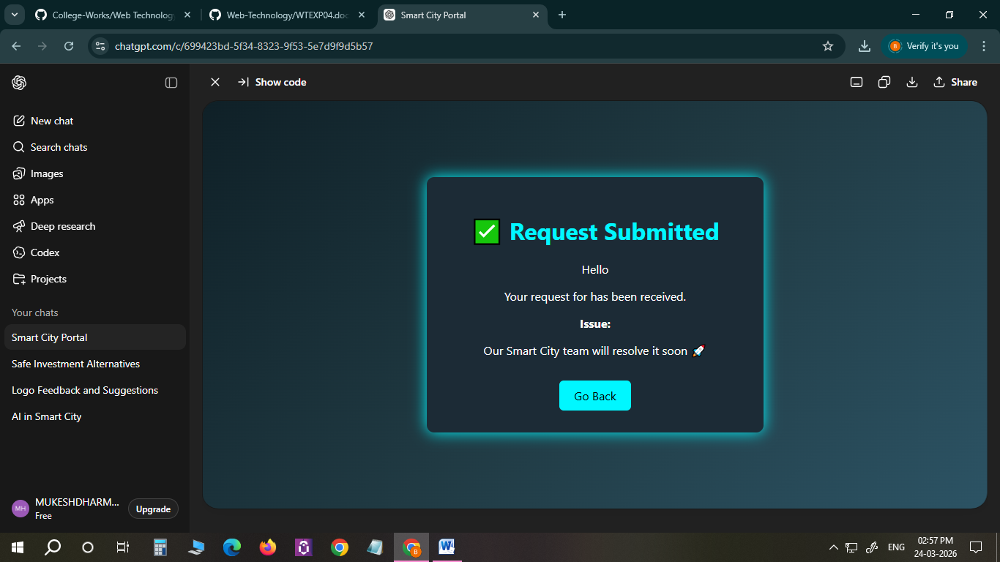 College-Works/Web Technology
Web-Technology/WTEXP04.doc
Smart City Portal
chatgpt.com/c/699423bd-5f34-8323-9f53-5e7d9f9d5b57
B
Verify it's you
Show code
Share
New chat
Search chats
Images
Apps
Deep research
Codex
Projects
Your chats
Smart City Portal
Safe Investment Alternatives
Logo Feedback and Suggestions
AI in Smart City
✅ Request Submitted
Hello
Your request for has been received.
Issue:
Our Smart City team will resolve it soon 🚀
Go Back
MH
MUKESHDHARM...
Free
Upgrade
B
W
ENG
02:57 PM
24-03-2026